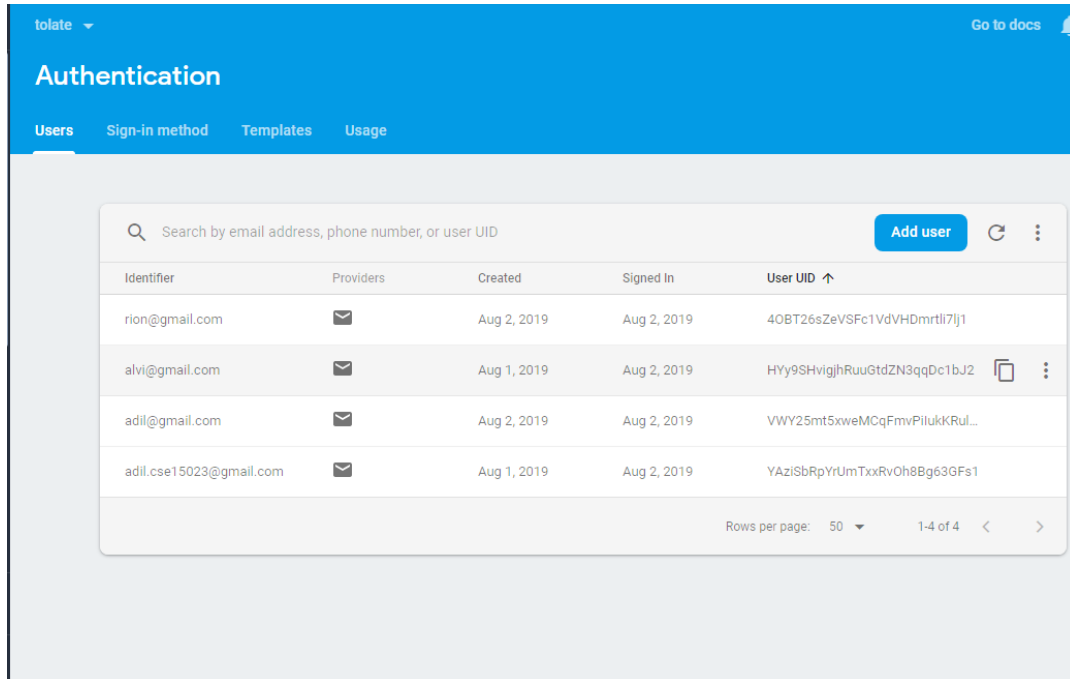 tolate Go to docs
Authentication
Users Sign-in method Templates Usage
Search by email address, phone number, or user UID Add user
Identifier Providers Created Signed In User UID
rion@gmail.com Aug 2, 2019 Aug 2, 2019 4OBT26sZeVSFc1VdVHDmrtli7lj1
alvi@gmail.com Aug 1, 2019 Aug 2, 2019 HYy9SHvigjhRuuGtdZN3qqDc1bJ2
adil@gmail.com Aug 2, 2019 Aug 2, 2019 VWY25mt5xweMCqFmvPiIukKRul...
adil.cse15023@gmail.com Aug 1, 2019 Aug 2, 2019 YAziSbRpYrUmTxxRvOh8Bg63GFs1
Rows per page: 50 1-4 of 4